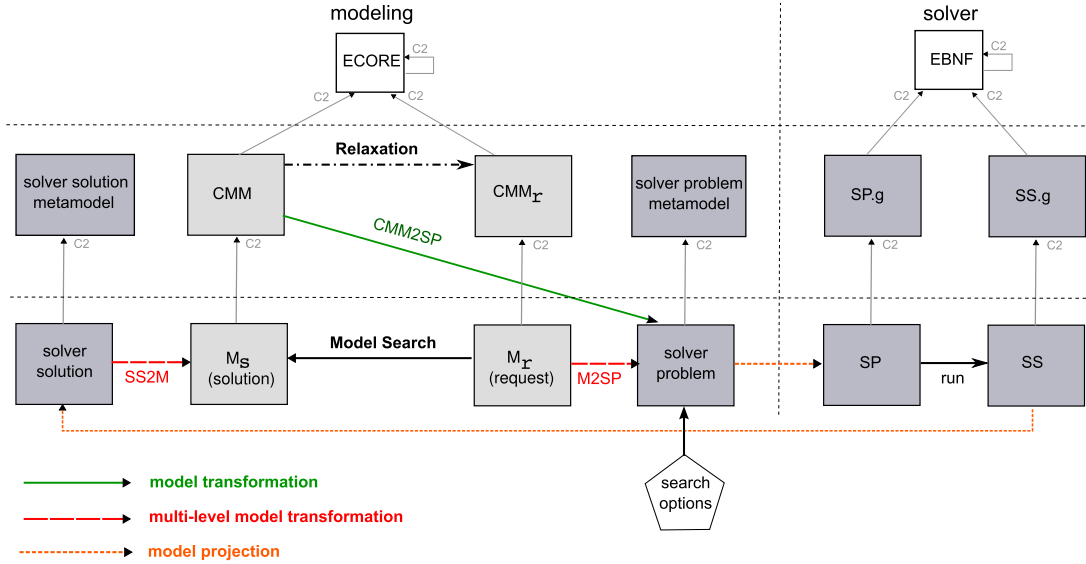 modeling
solver
ECORE
C2
EBNF
C2
C2
C2
C2
C2
Relaxation
solver solution
metamodel
CMM
CMMr
solver problem
metamodel
SP.g
SS.g
CMM2SP
C2
C2
C2
C2
C2
C2
solver
solution
SS2M
Ms
(solution)
Model Search
Mr
(request)
M2SP
solver
problem
SP
run
SS
search
options
model transformation
multi-level model transformation
model projection